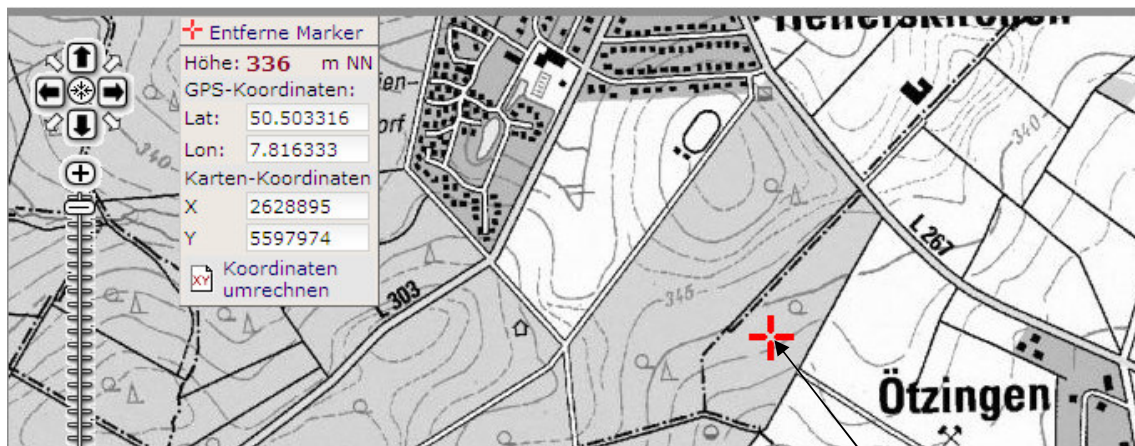 Entferne Marker
Höhe: 336 m NN
GPS-Koordinaten:
Lat: 50.503316
Lon: 7.816333
Karten-Koordinaten
X 2628895
Y 5597974
XY Koordinaten
umrechnen
340
L 303
345
L 267
340
Ötzingen